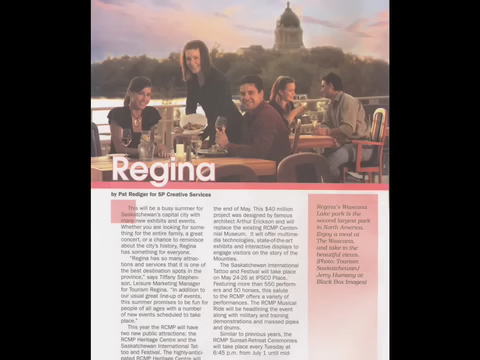 Regina
by Pat Rediger for SP Creative Services
This will be a busy summer for
Saskatchewan's capital city with
many new exhibits and events.
Whether you are looking for some-
thing for the entire family, a great
concert, or a chance to reminisce
about the city's history, Regina
has something for everyone.
"Regina has so many attrac-
tions and services that it is one of
the best destination spots in the
province," says Tiffany Stephen-
son, Leisure Marketing Manager
for Tourism Regina. "In addition to
our usual great line-up of events,
this summer promises to be fun for
people of all ages with a number
of new events scheduled to take
place."
This year the RCMP will have
two new public attractions; the
RCMP Heritage Centre and the
Saskatchewan International Tat-
too and Festival. The highly-antici-
pated RCMP Heritage Centre will
the end of May. This $40 million
project was designed by famous
architect Arthur Erickson and will
replace the existing RCMP Centen-
nial Museum. It will offer multime-
dia technologies, state-of-the-art
exhibits and interactive displays to
engage visitors on the story of the
Mounties.
The Saskatchewan International
Tattoo and Festival will take place
on May 24-26 at IPSCO Place.
Featuring more than 550 perform-
ers and 50 horses, this salute
to the RCMP offers a variety of
performances. The RCMP Musical
Ride will be headlining the event
along with military and training
demonstrations and massed pipes
and drums.
Similar to previous years, the
RCMP Sunset-Retreat Ceremonies
will take place every Tuesday at
6:45 p.m. from July 1 until mid-
Regina's Wascana
Lake park is the
second largest park
in North America.
Enjoy a meal at
The Wascana,
and take in the
beautiful views.
(Photo: Tourism
Saskatchewan/
Jerry Humeny at
Black Box Images)